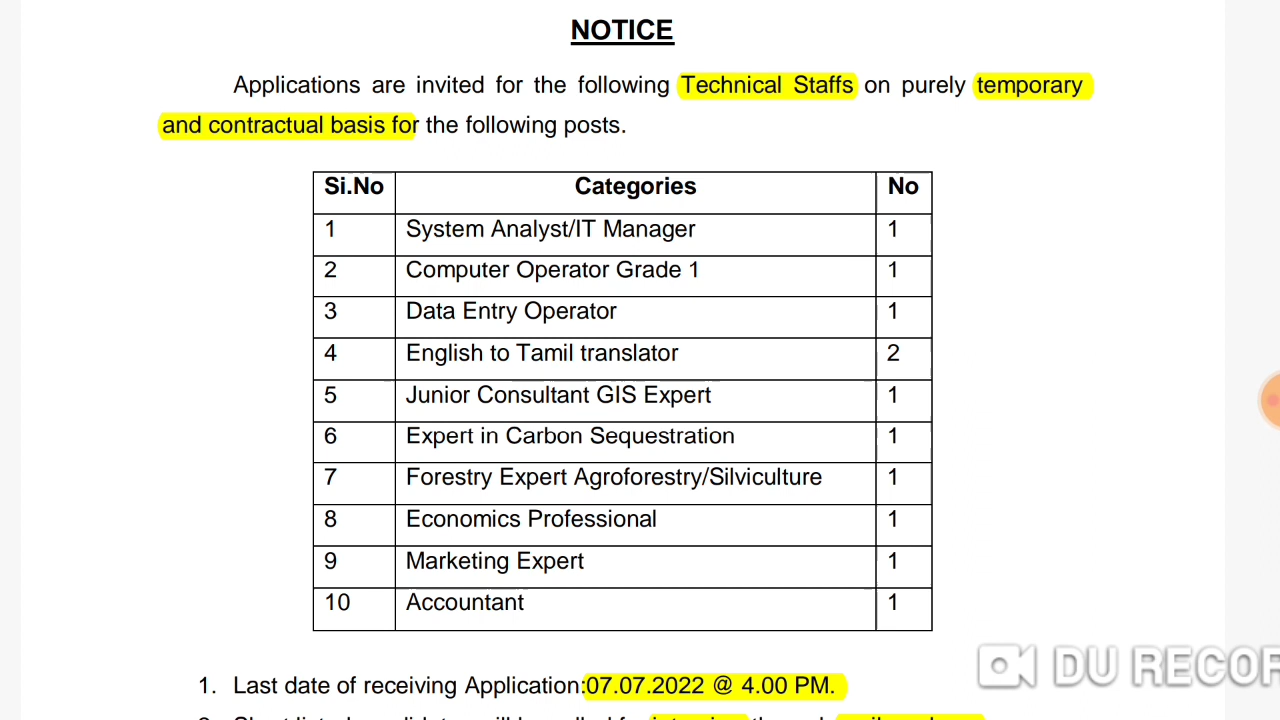 NOTICE
Applications are invited for the following Technical Staffs on purely temporary
and contractual basis for the following posts.
Si.No Categories No
1 System Analyst/IT Manager 1
2 Computer Operator Grade 1 1
3 Data Entry Operator 1
4 English to Tamil translator 2
5 Junior Consultant GIS Expert 1
6 Expert in Carbon Sequestration 1
7 Forestry Expert Agroforestry/Silviculture 1
8 Economics Professional 1
9 Marketing Expert 1
10 Accountant 1
DU RECOR
1. Last date of receiving Application:07.07.2022 @ 4.00 PM.